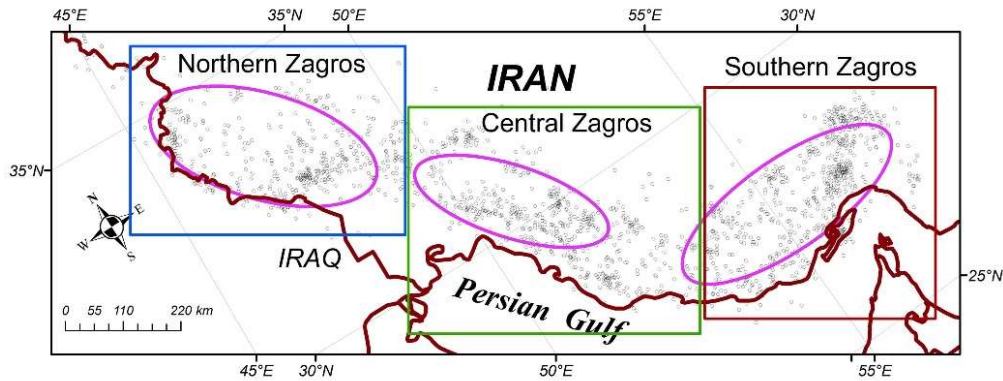 45°E 35°N 50°E 55°E 30°N
Northern Zagros
IRAN
Southern Zagros
Central Zagros
35°N
N
E
W
S
IRAQ
25°N
Persian Gulf
0 55 110 220 km
45°E 30°N 50°E 55°E